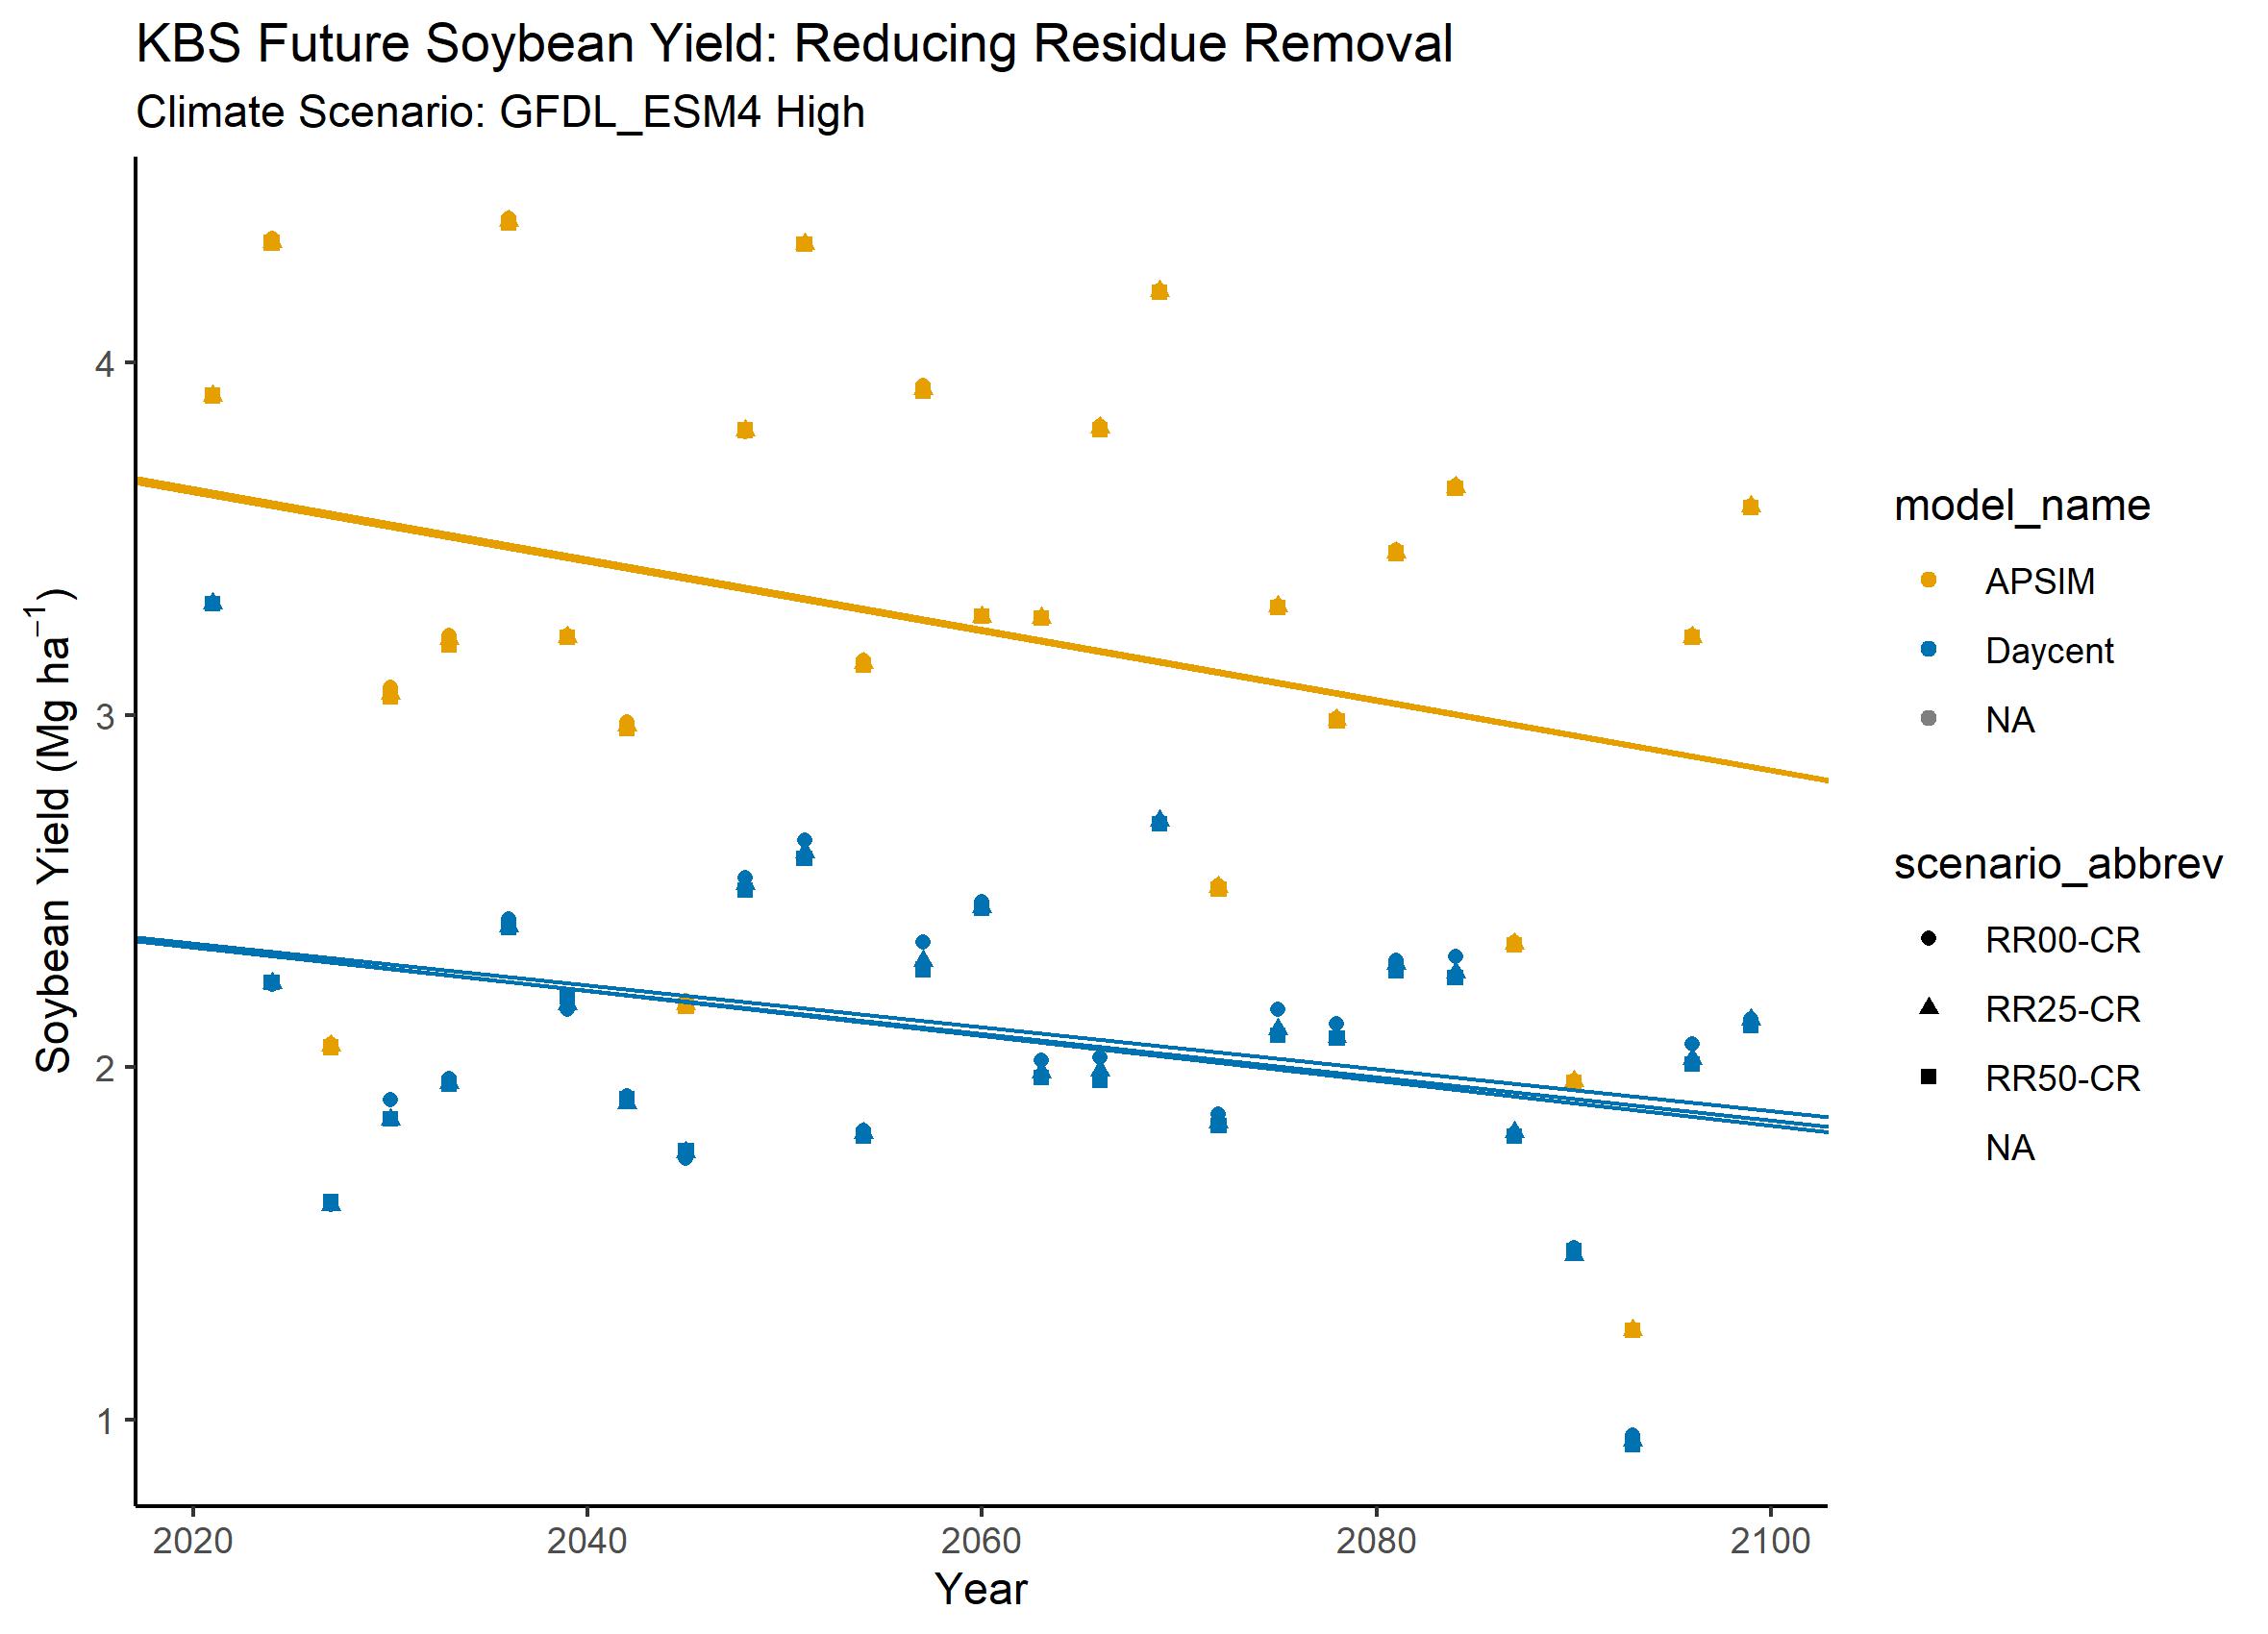 KBS Future Soybean Yield: Reducing Residue Removal
Climate Scenario: GFDL_ESM4 High
Soybean Yield (Mg ha⁻¹)
4
3
2
1
2020 2040 2060 2080 2100
Year
model_name
APSIM
Daycent
NA
scenario_abbrev
RR00-CR
RR25-CR
RR50-CR
NA